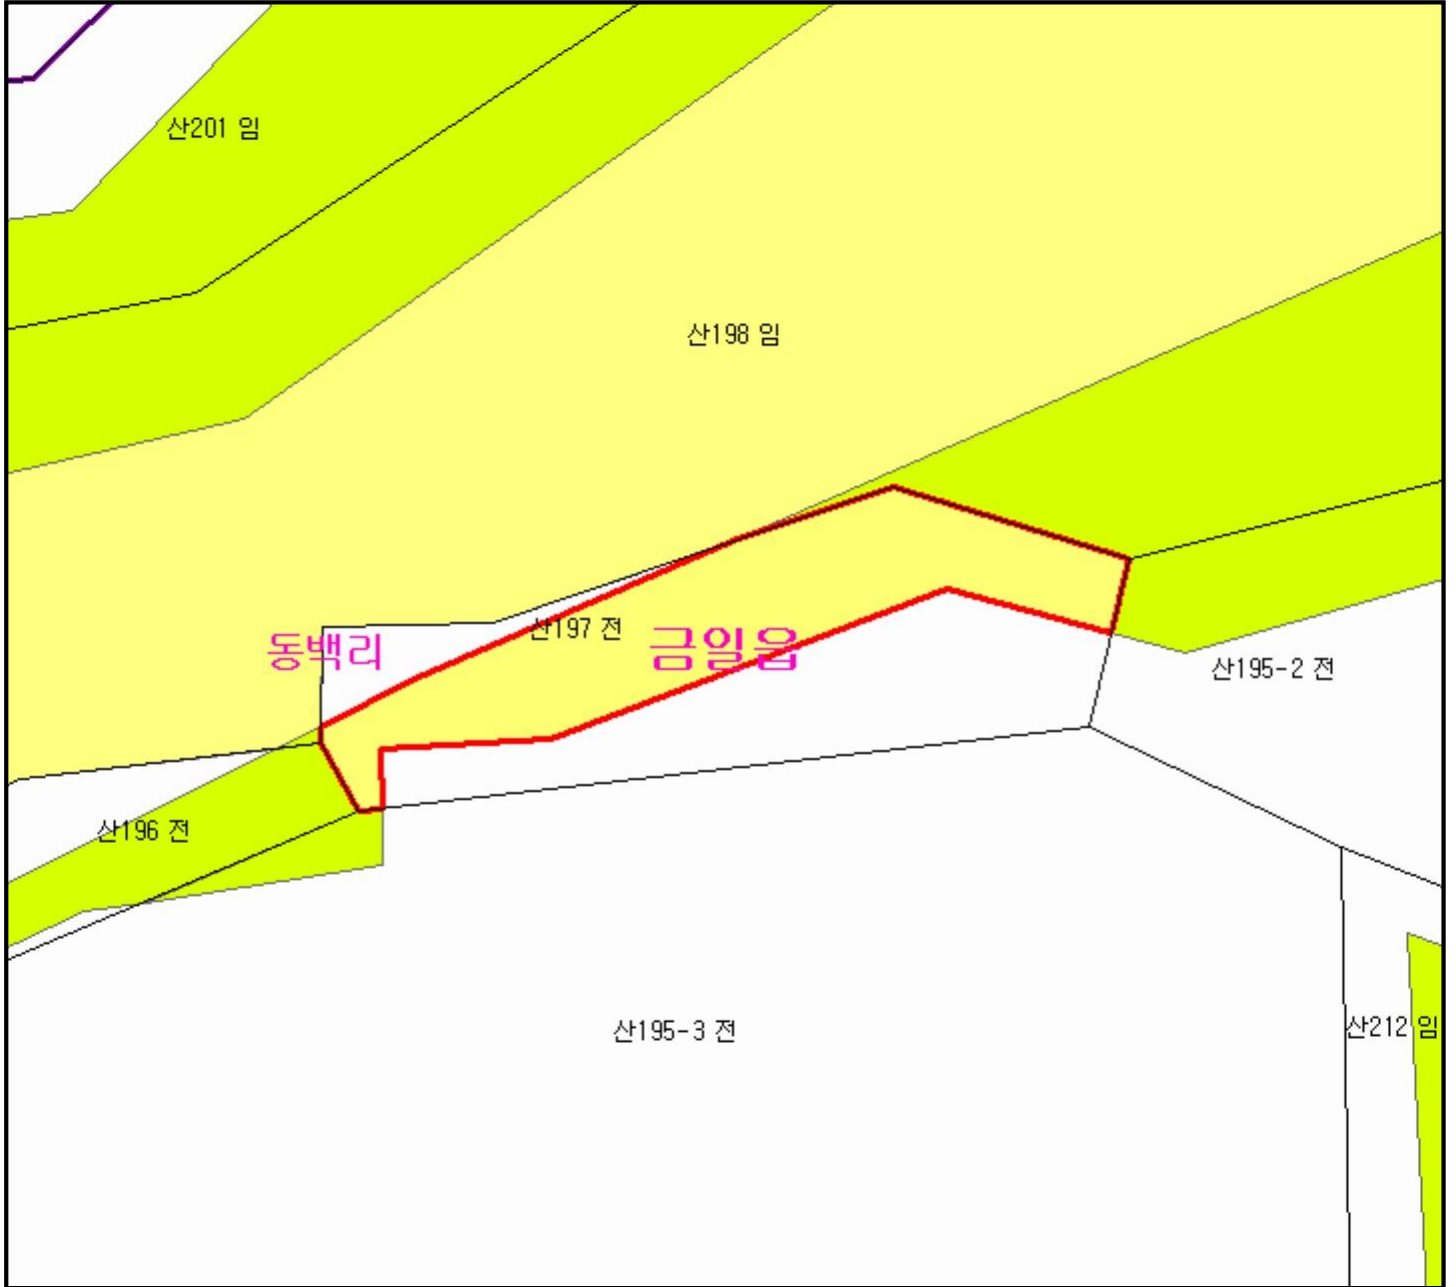 산201 임
산198 임
산197 전
동백리
금일읍
산195-2 전
산196 전
산195-3 전
산212 임